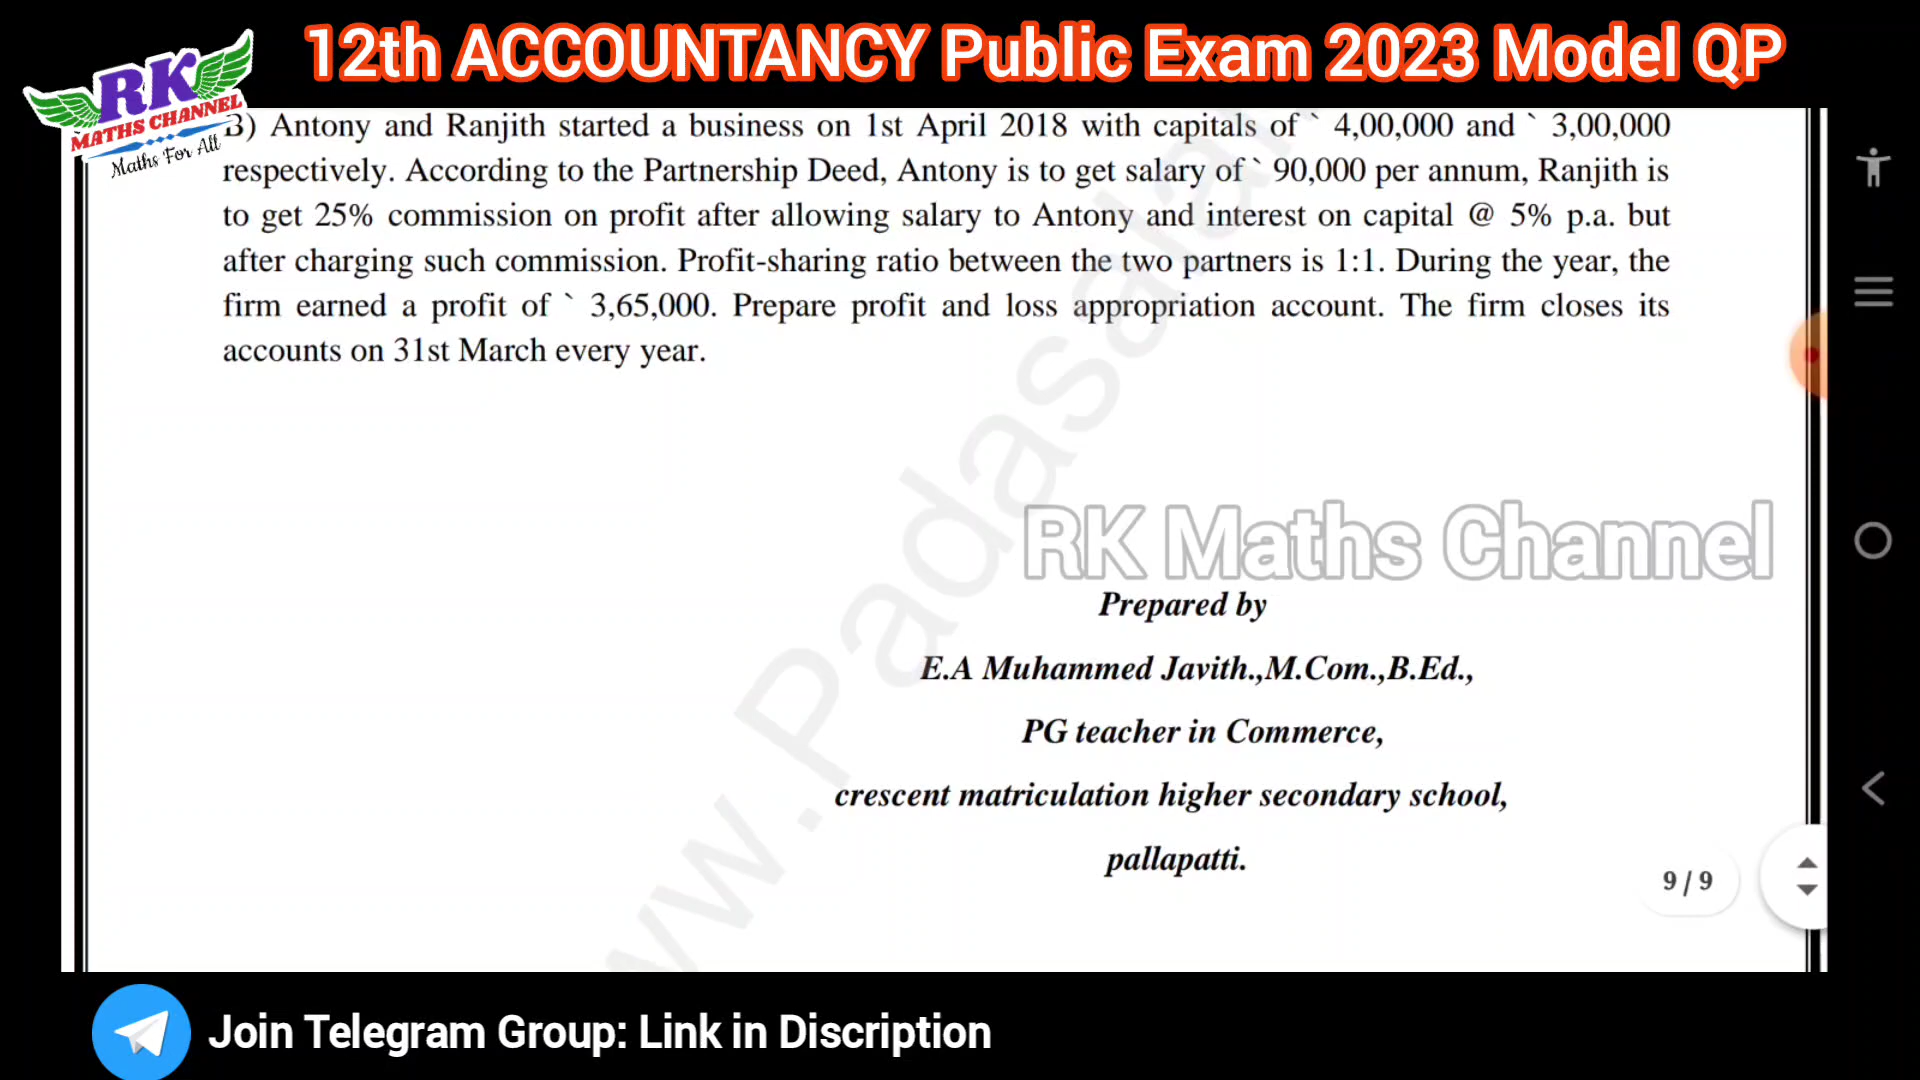 12th ACCOUNTANCY Public Exam 2023 Model QP
RK
MATHS CHANNEL
Maths For All
B) Antony and Ranjith started a business on 1st April 2018 with capitals of ` 4,00,000 and ` 3,00,000
respectively. According to the Partnership Deed, Antony is to get salary of ` 90,000 per annum, Ranjith is
to get 25% commission on profit after allowing salary to Antony and interest on capital @ 5% p.a. but
after charging such commission. Profit-sharing ratio between the two partners is 1:1. During the year, the
firm earned a profit of ` 3,65,000. Prepare profit and loss appropriation account. The firm closes its
accounts on 31st March every year.
RK Maths Channel
Prepared by
E.A Muhammed Javith.,M.Com.,B.Ed.,
PG teacher in Commerce,
crescent matriculation higher secondary school,
pallapatti.
9 / 9
Join Telegram Group: Link in Discription